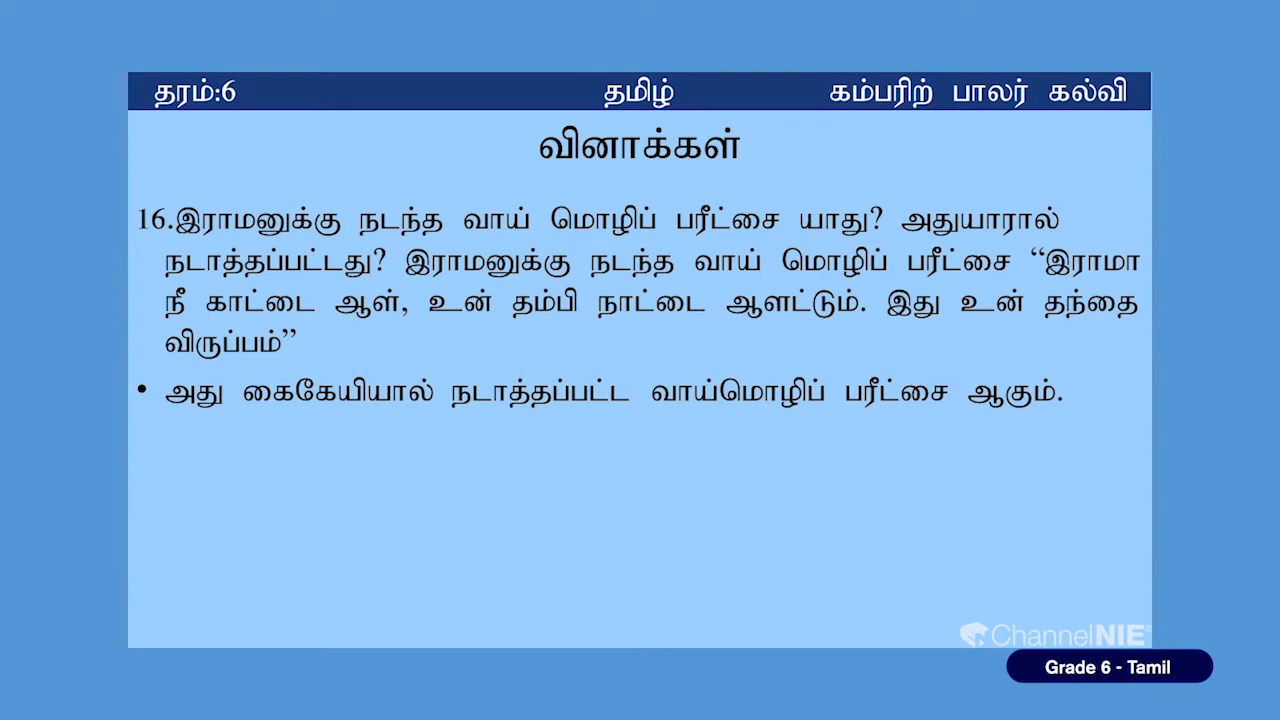 தரம்:6 தமிழ் கம்பரிற் பாலர் கல்வி
வினாக்கள்
16.இராமனுக்கு நடந்த வாய் மொழிப் பரீட்சை யாது? அதுயாரால்
நடாத்தப்பட்டது? இராமனுக்கு நடந்த வாய் மொழிப் பரீட்சை “இராமா
நீ காட்டை ஆள், உன் தம்பி நாட்டை ஆளட்டும். இது உன் தந்தை
விருப்பம்”
• அது கைகேயியால் நடாத்தப்பட்ட வாய்மொழிப் பரீட்சை ஆகும்.
ChannelNIE
Grade 6 - Tamil